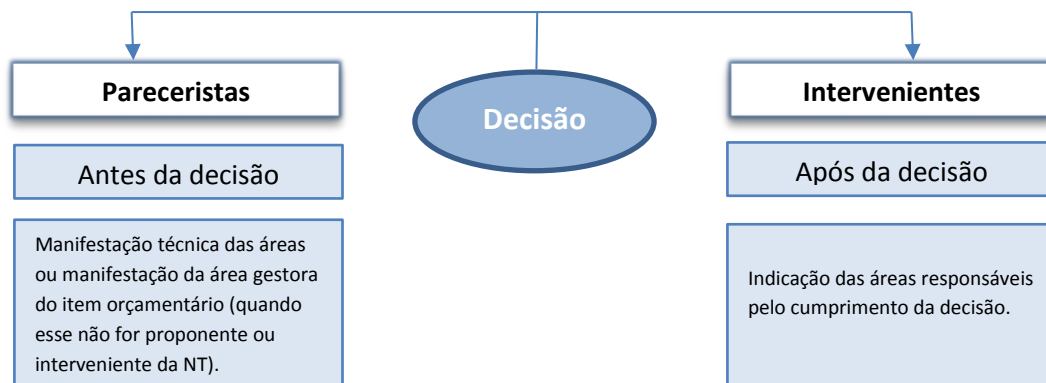 Pareceristas
Decisão
Intervenientes
Antes da decisão
Após da decisão
Manifestação técnica das áreas
ou manifestação da área gestora
do item orçamentário (quando
esse não for proponente ou
interveniente da NT).
Indicação das áreas responsáveis
pelo cumprimento da decisão.